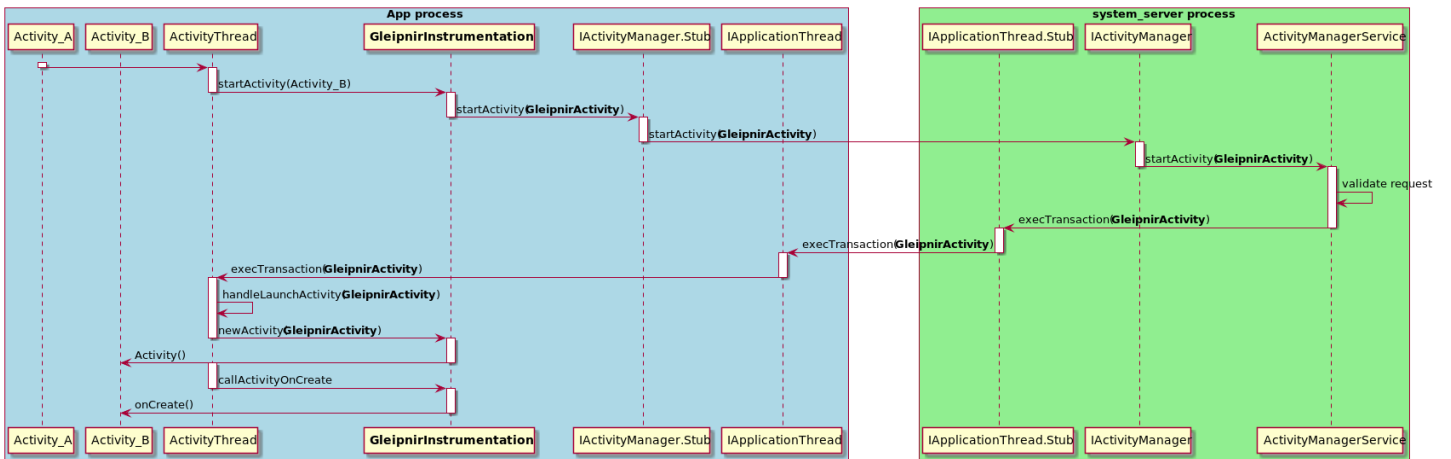 App process
system_server process
Activity_A
Activity_B
ActivityThread
GleipnirInstrumentation
IActivityManager.Stub
IApplicationThread
IApplicationThread.Stub
IActivityManager
ActivityManagerService
startActivity(Activity_B)
startActivity(GleipnirActivity)
startActivity(GleipnirActivity)
startActivity(GleipnirActivity)
validate request
execTransaction(GleipnirActivity)
execTransaction(GleipnirActivity)
execTransaction(GleipnirActivity)
handleLaunchActivity(GleipnirActivity)
newActivity(GleipnirActivity)
Activity()
callActivityOnCreate
onCreate()
Activity_A
Activity_B
ActivityThread
GleipnirInstrumentation
IActivityManager.Stub
IApplicationThread
IApplicationThread.Stub
IActivityManager
ActivityManagerService